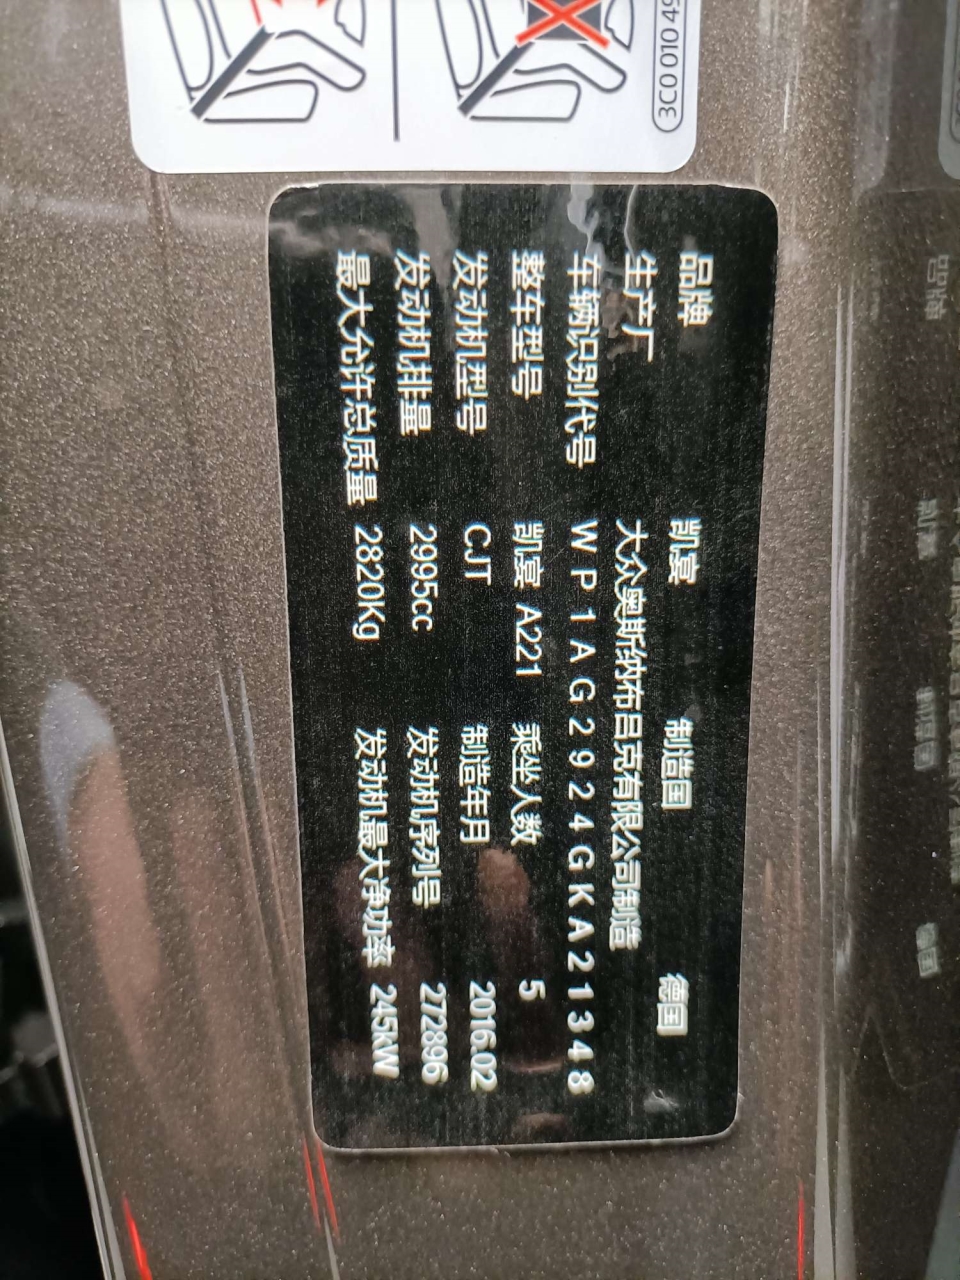 3C0 010 49
品牌 凯宴 制造国 德国
生产厂 大众奥斯纳布吕克有限公司制造
车辆识别代号 WP1AG2924GKA21348
整车型号 凯宴 A221 乘坐人数 5
发动机型号 CJT 制造年月 2016.02
发动机排量 2995cc 发动机序列号 272896
最大允许总质量 2820Kg 发动机最大净功率 245kW